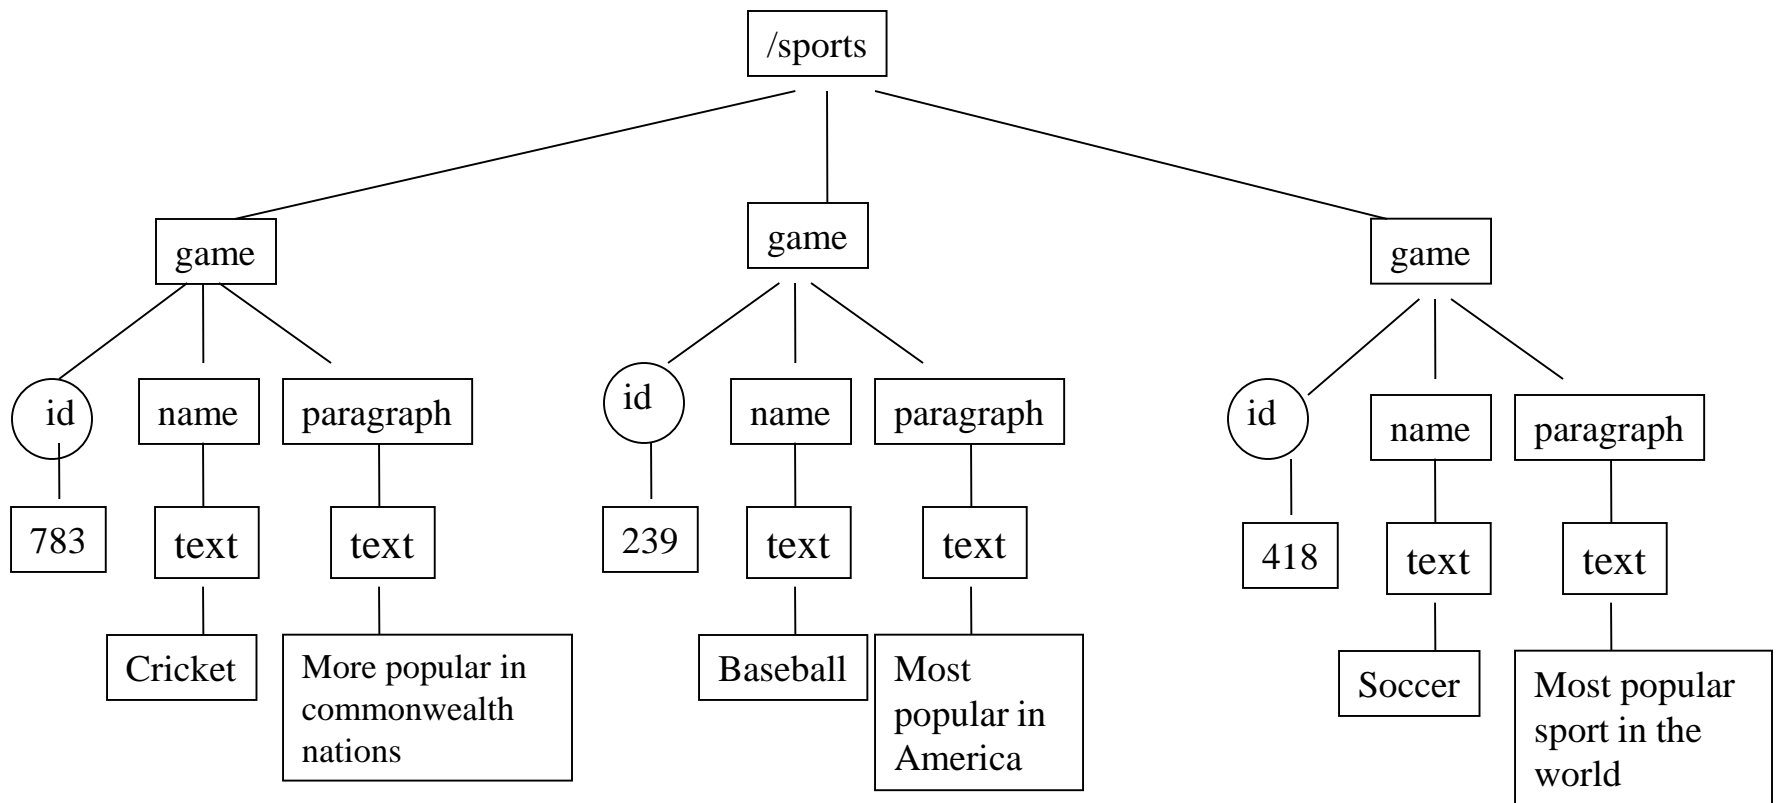 /sports
game
game
game
id
name
paragraph
id
name
paragraph
id
name
paragraph
783
text
text
239
text
text
418
text
text
Cricket
More popular in
commonwealth
nations
Baseball
Most
popular in
America
Soccer
Most popular
sport in the
world